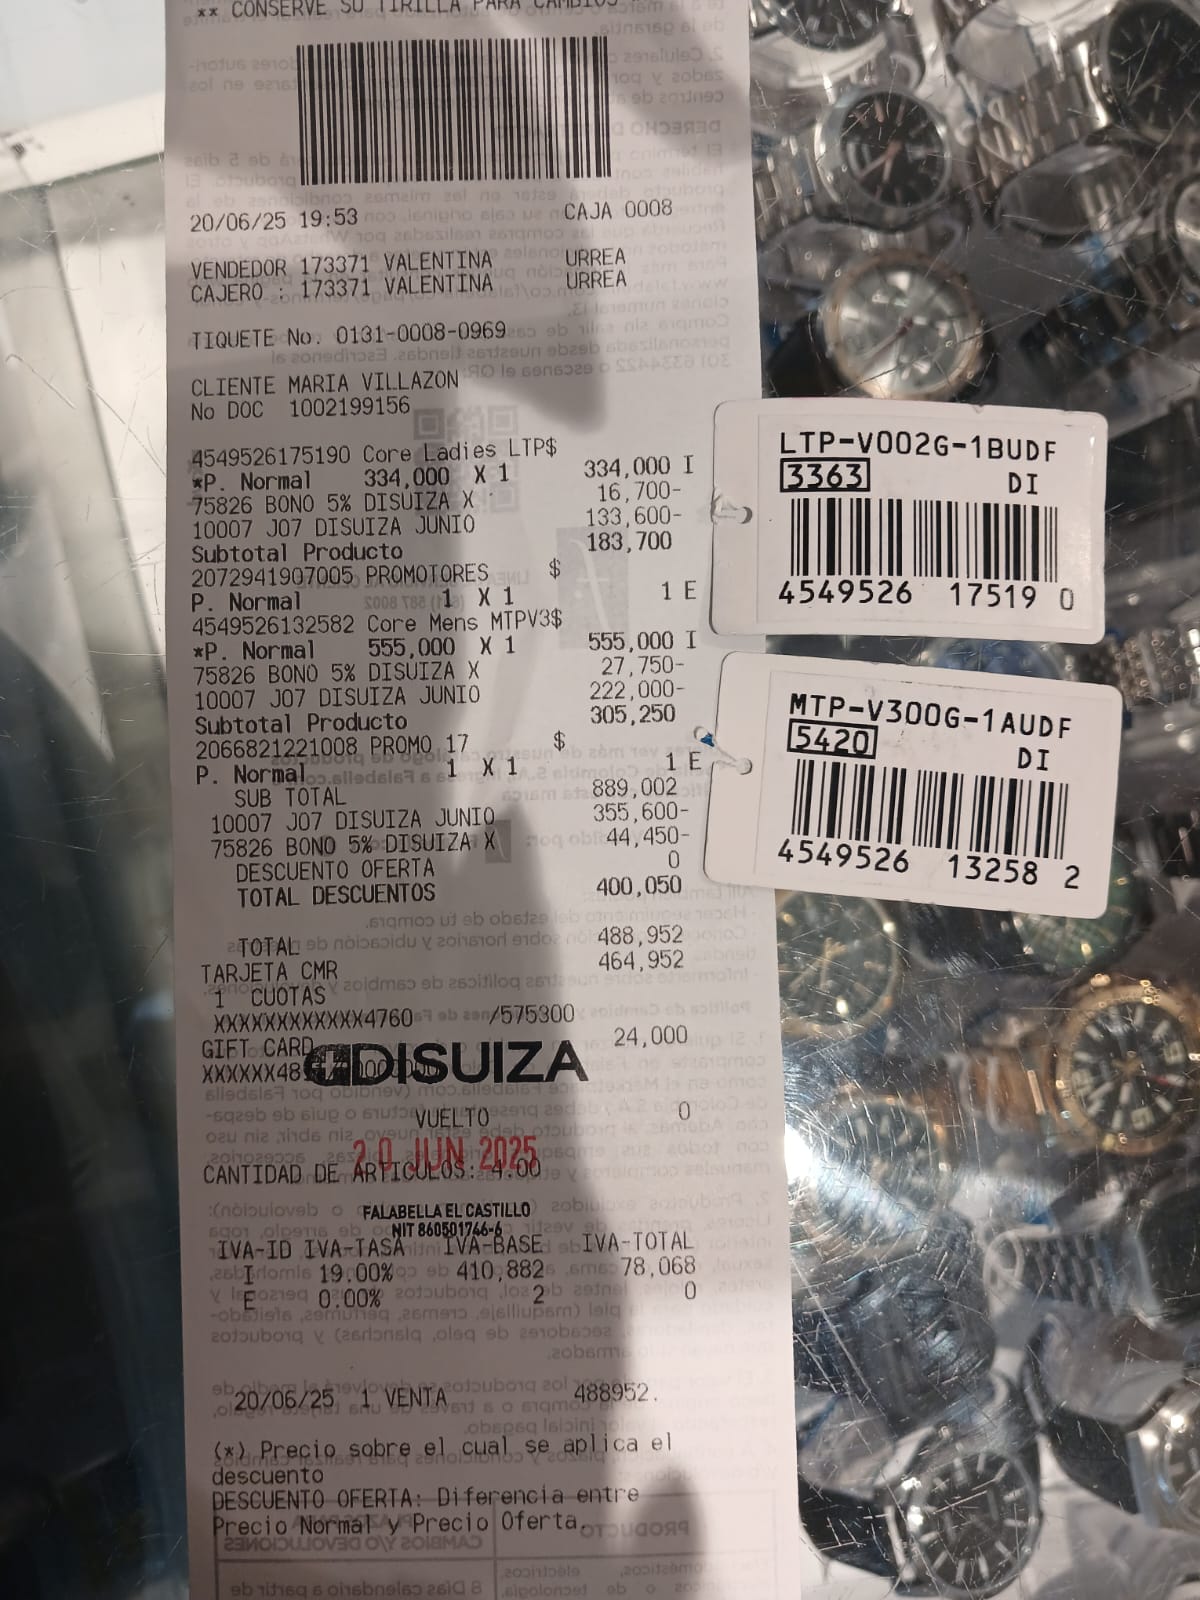 ** CONSERVE SU TIRILLA PARA CAMBIOS
20/06/25 19:53 CAJA 0008
VENDEDOR 173371 VALENTINA URREA
CAJERO : 173371 VALENTINA URREA
TIQUETE No. 0131-0008-0969
CLIENTE MARIA VILLAZON
No DOC 1002199156
4549526175190 Core Ladies LTP$
*P. Normal 334,000 X 1 334,000 I
75826 BONO 5% DISUIZA X 16,700-
10007 J07 DISUIZA JUNIO 133,600-
Subtotal Producto 183,700
2072941907005 PROMOTORES $
P. Normal 1 X 1 1 E
4549526132582 Core Mens MTPV3$
*P. Normal 555,000 X 1 555,000 I
75826 BONO 5% DISUIZA X 27,750-
10007 J07 DISUIZA JUNIO 222,000-
Subtotal Producto 305,250
2066821221008 PROMO 17 $
P. Normal 1 X 1 1 E
SUB TOTAL 889,002
10007 J07 DISUIZA JUNIO 355,600-
75826 BONO 5% DISUIZA X 44,450-
DESCUENTO OFERTA 0
TOTAL DESCUENTOS 400,050
TOTAL 488,952
TARJETA CMR 464,952
1 CUOTAS
XXXXXXXXXXXX4760 /575300
GIFT CARD 24,000
DISUIZA
VUELTO 0
20 JUN 2025
CANTIDAD DE ARTICULOS: 4.00
FALABELLA EL CASTILLO
NIT 860501746-6
IVA-ID IVA-TASA IVA-BASE IVA-TOTAL
I 19.00% 410,882 78,068
E 0.00% 2 0
20/06/25 1 VENTA 488952.
(*) Precio sobre el cual se aplica el
descuento
DESCUENTO OFERTA: Diferencia entre
Precio Normal y Precio Oferta.
LTP-V002G-1BUDF
3363 DI
4549526 17519 0
MTP-V300G-1AUDF
5420 DI
4549526 13258 2